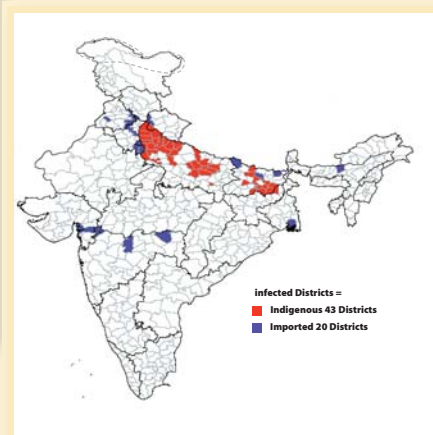 infected Districts =
Indigenous 43 Districts
Imported 20 Districts